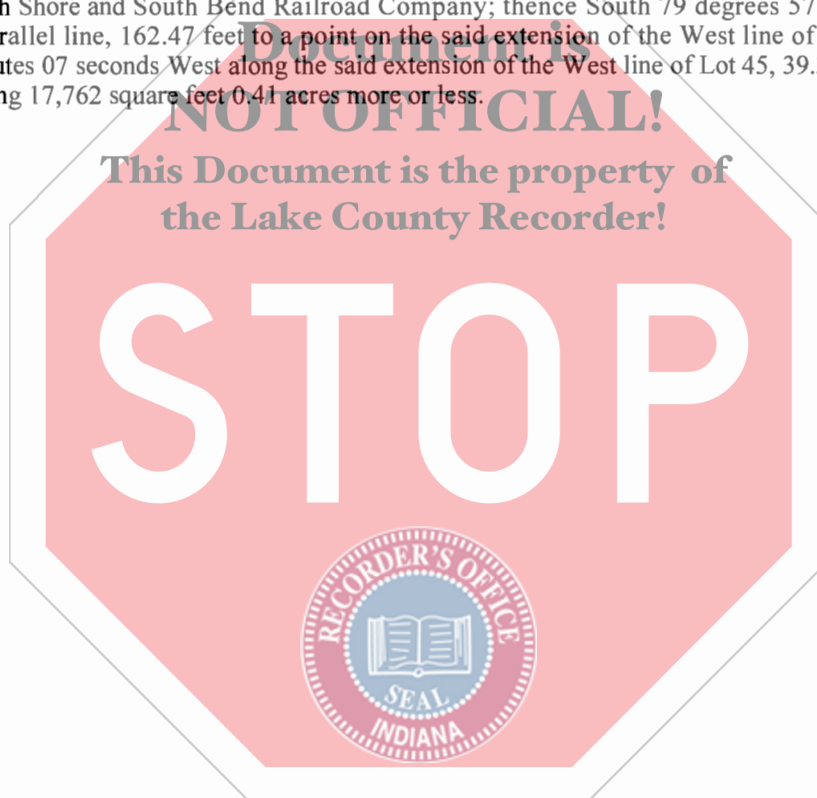 h Shore and South Bend Railroad Company; thence South 79 degrees 57
rallel line, 162.47 feet to a point on the said extension of the West line of
utes 07 seconds West along the said extension of the West line of Lot 45, 39.
ng 17,762 square feet 0.41 acres more or less.
Document is
NOT OFFICIAL!
This Document is the property of
the Lake County Recorder!
STOP
RECORDER'S OFFICE
SEAL
INDIANA